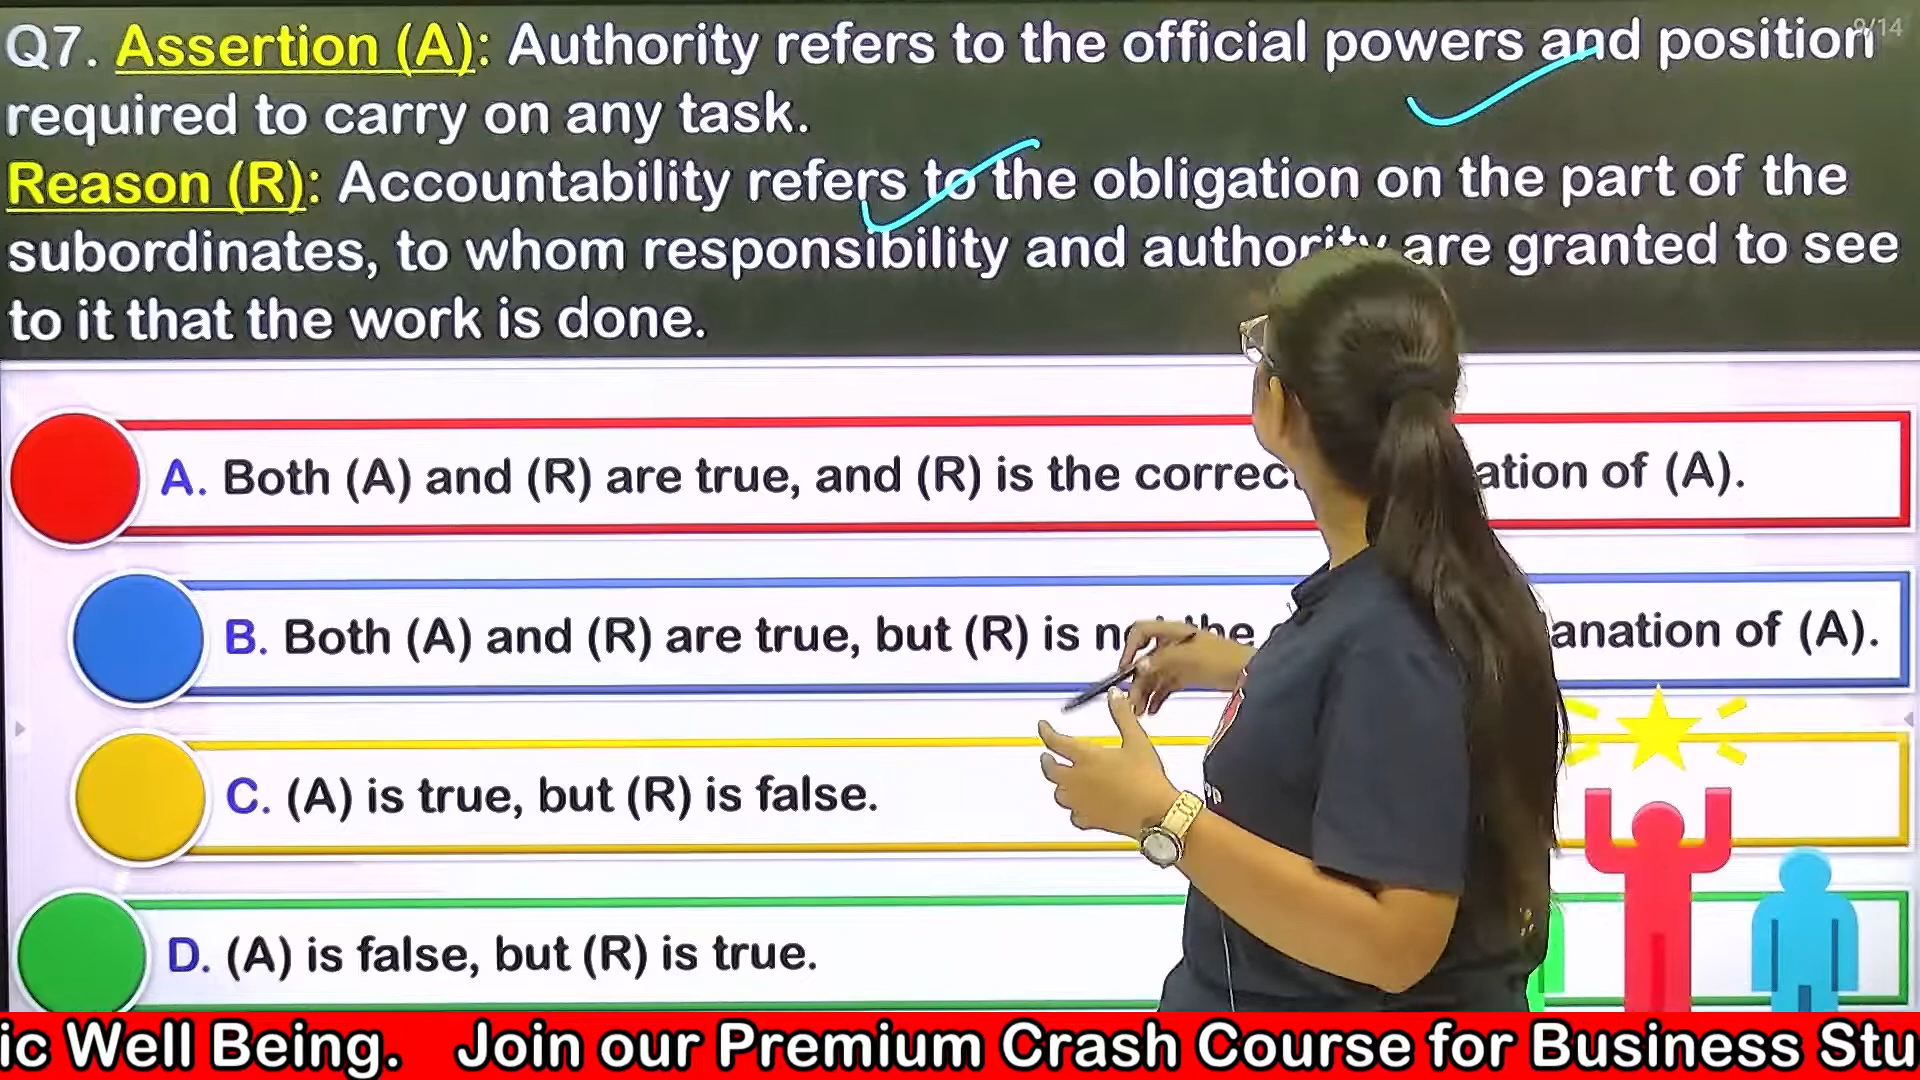 Q7. Assertion (A): Authority refers to the official powers and position
9/14
required to carry on any task.
Reason (R): Accountability refers to the obligation on the part of the
subordinates, to whom responsibility and authority are granted to see
to it that the work is done.
A. Both (A) and (R) are true, and (R) is the correc ation of (A).
B. Both (A) and (R) are true, but (R) is not the anation of (A).
C. (A) is true, but (R) is false.
D. (A) is false, but (R) is true.
ic Well Being. Join our Premium Crash Course for Business Stu